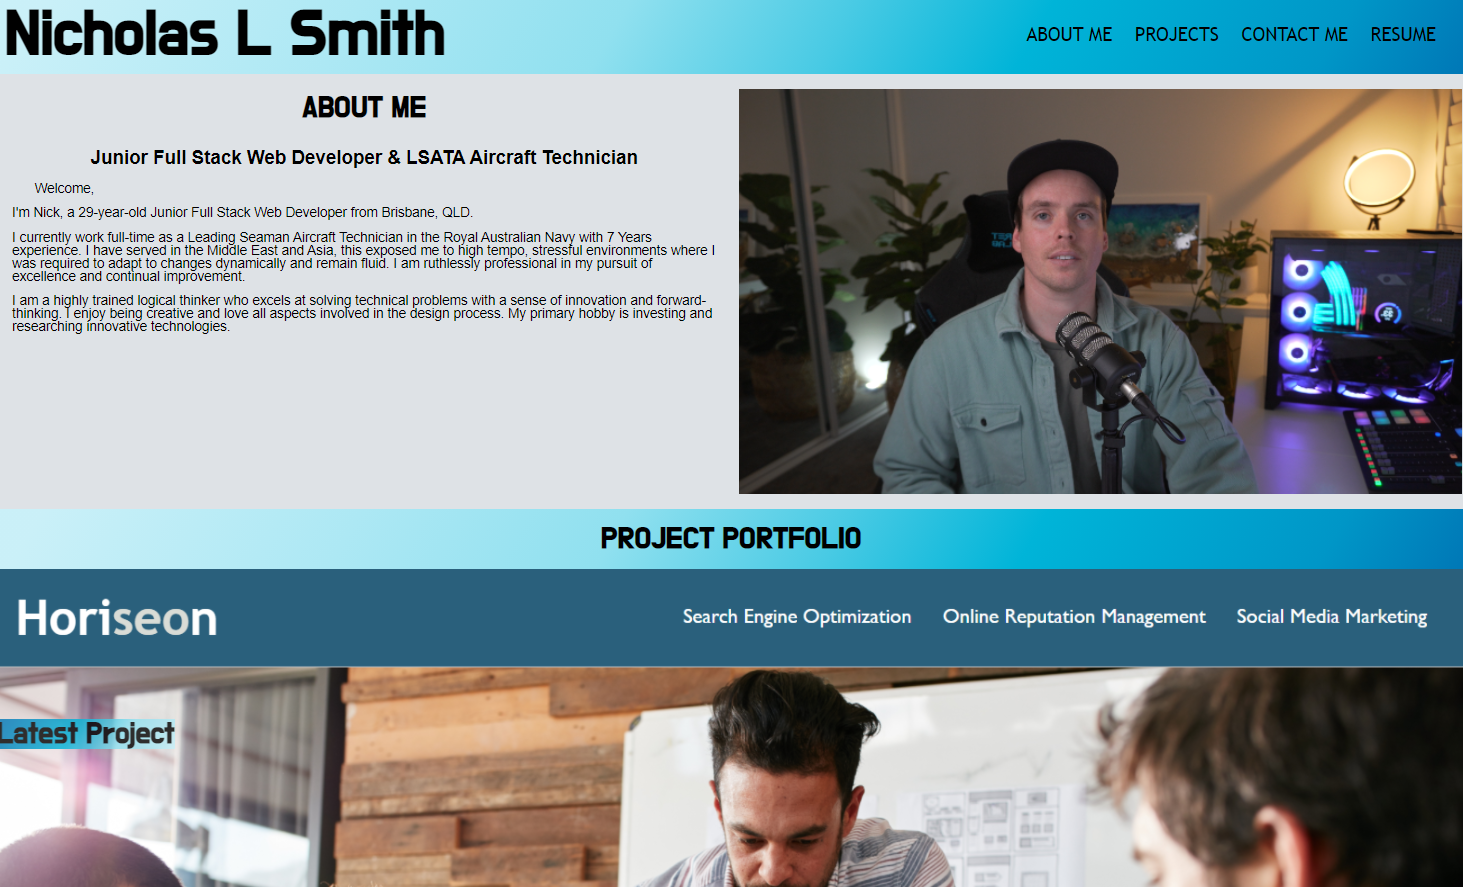 Nicholas L Smith
ABOUT ME PROJECTS CONTACT ME RESUME
ABOUT ME
Junior Full Stack Web Developer & LSATA Aircraft Technician
Welcome,
I'm Nick, a 29-year-old Junior Full Stack Web Developer from Brisbane, QLD.
I currently work full-time as a Leading Seaman Aircraft Technician in the Royal Australian Navy with 7 Years
experience. I have served in the Middle East and Asia, this exposed me to high tempo, stressful environments where I
was required to adapt to changes dynamically and remain fluid. I am ruthlessly professional in my pursuit of
excellence and continual improvement.
I am a highly trained logical thinker who excels at solving technical problems with a sense of innovation and forward-
thinking. I enjoy being creative and love all aspects involved in the design process. My primary hobby is investing and
researching innovative technologies.
PROJECT PORTFOLIO
Horiseon
Search Engine Optimization Online Reputation Management Social Media Marketing
Latest Project